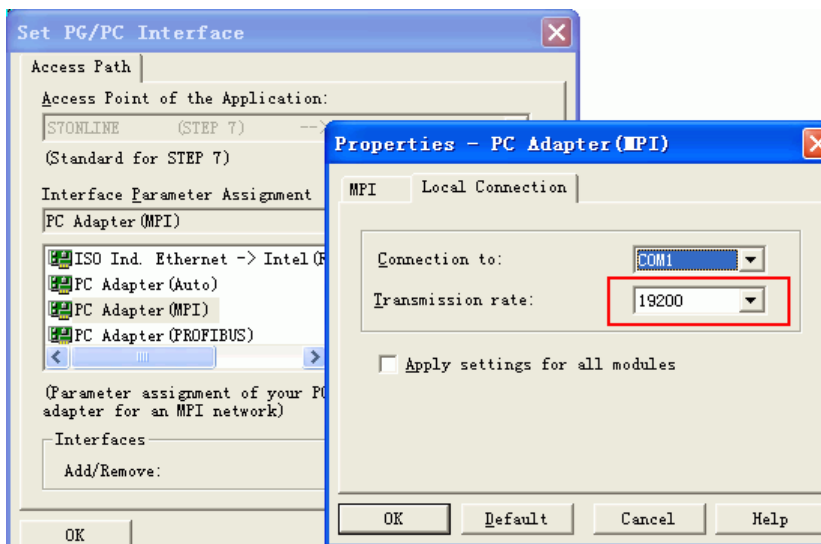 Set PG/PC Interface
Access Path
Access Point of the Application:
S7ONLINE (STEP 7) -->
(Standard for STEP 7)
Interface Parameter Assignment
PC Adapter(MPI)
ISO Ind. Ethernet -> Intel(R
PC Adapter(Auto)
PC Adapter(MPI)
PC Adapter(PROFIBUS)
(Parameter assignment of your PC
adapter for an MPI network)
Interfaces
Add/Remove:
OK
Properties - PC Adapter(MPI)
MPI Local Connection
Connection to: COM1
Transmission rate: 19200
Apply settings for all modules
OK Default Cancel Help